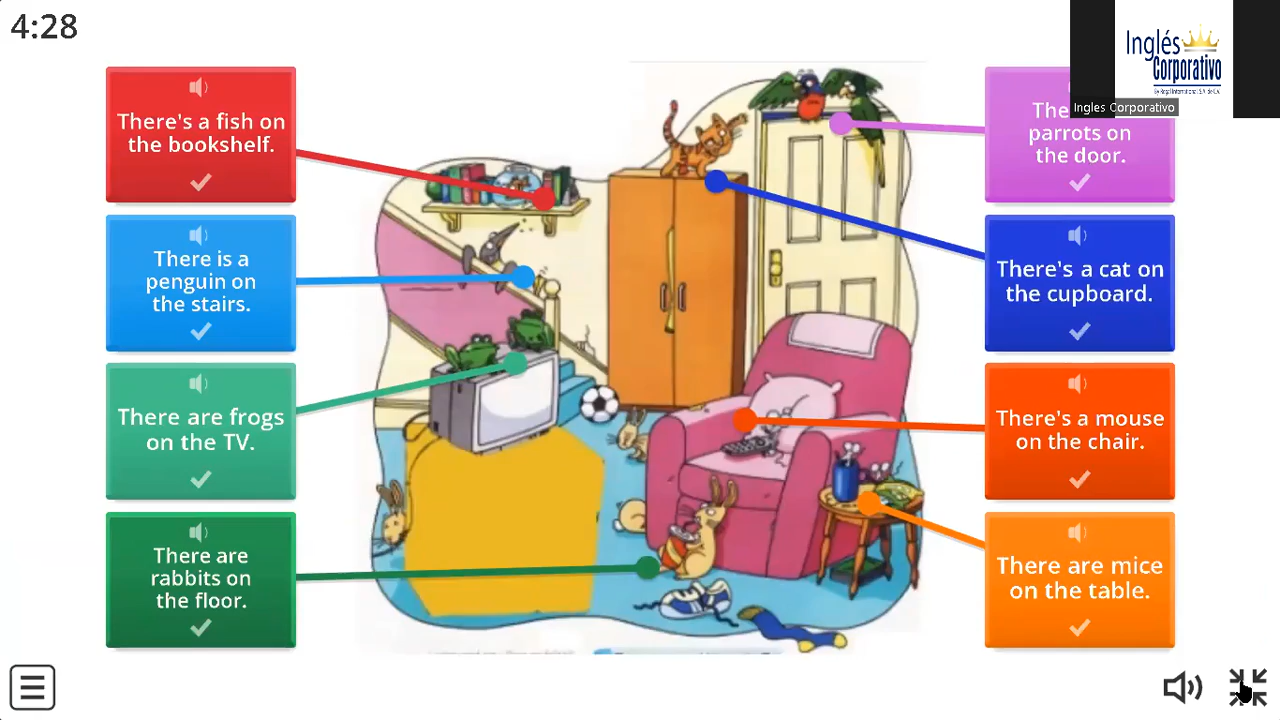 4:28
There's a fish on
the bookshelf.
There is a
penguin on
the stairs.
There are frogs
on the TV.
There are
rabbits on
the floor.
Inglés
Corporativo
Ingles Corporativo
parrots on
the door.
There's a cat on
the cupboard.
There's a mouse
on the chair.
There are mice
on the table.